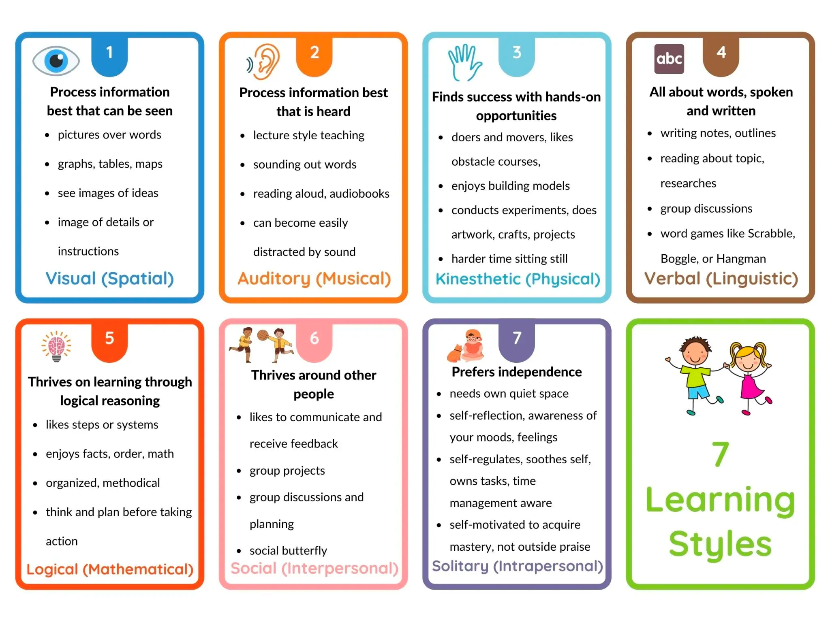 1
Process information
best that can be seen
• pictures over words
• graphs, tables, maps
• see images of ideas
• image of details or
instructions
Visual (Spatial)
2
Process information best
that is heard
• lecture style teaching
• sounding out words
• reading aloud, audiobooks
• can become easily
distracted by sound
Auditory (Musical)
3
Finds success with hands-on
opportunities
• doers and movers, likes
obstacle courses,
• enjoys building models
• conducts experiments, does
artwork, crafts, projects
• harder time sitting still
Kinesthetic (Physical)
abc
4
All about words, spoken
and written
• writing notes, outlines
• reading about topic,
researches
• group discussions
• word games like Scrabble,
Boggle, or Hangman
Verbal (Linguistic)
5
Thrives on learning through
logical reasoning
• likes steps or systems
• enjoys facts, order, math
• organized, methodical
• think and plan before taking
action
Logical (Mathematical)
6
Thrives around other
people
• likes to communicate and
receive feedback
• group projects
• group discussions and
planning
• social butterfly
Social (Interpersonal)
7
Prefers independence
• needs own quiet space
• self-reflection, awareness of
your moods, feelings
• self-regulates, soothes self,
owns tasks, time
management aware
• self-motivated to acquire
mastery, not outside praise
Solitary (Intrapersonal)
7
Learning
Styles